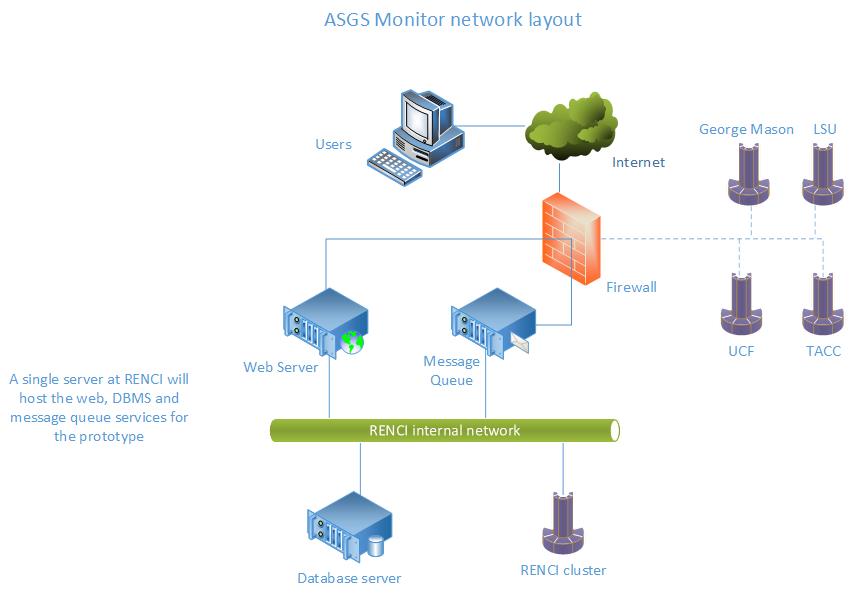 ASGS Monitor network layout
George Mason
LSU
Users
Internet
Firewall
UCF
TACC
Web Server
Message
Queue
A single server at RENCI will
host the web, DBMS and
message queue services for
the prototype
RENCI internal network
Database server
RENCI cluster